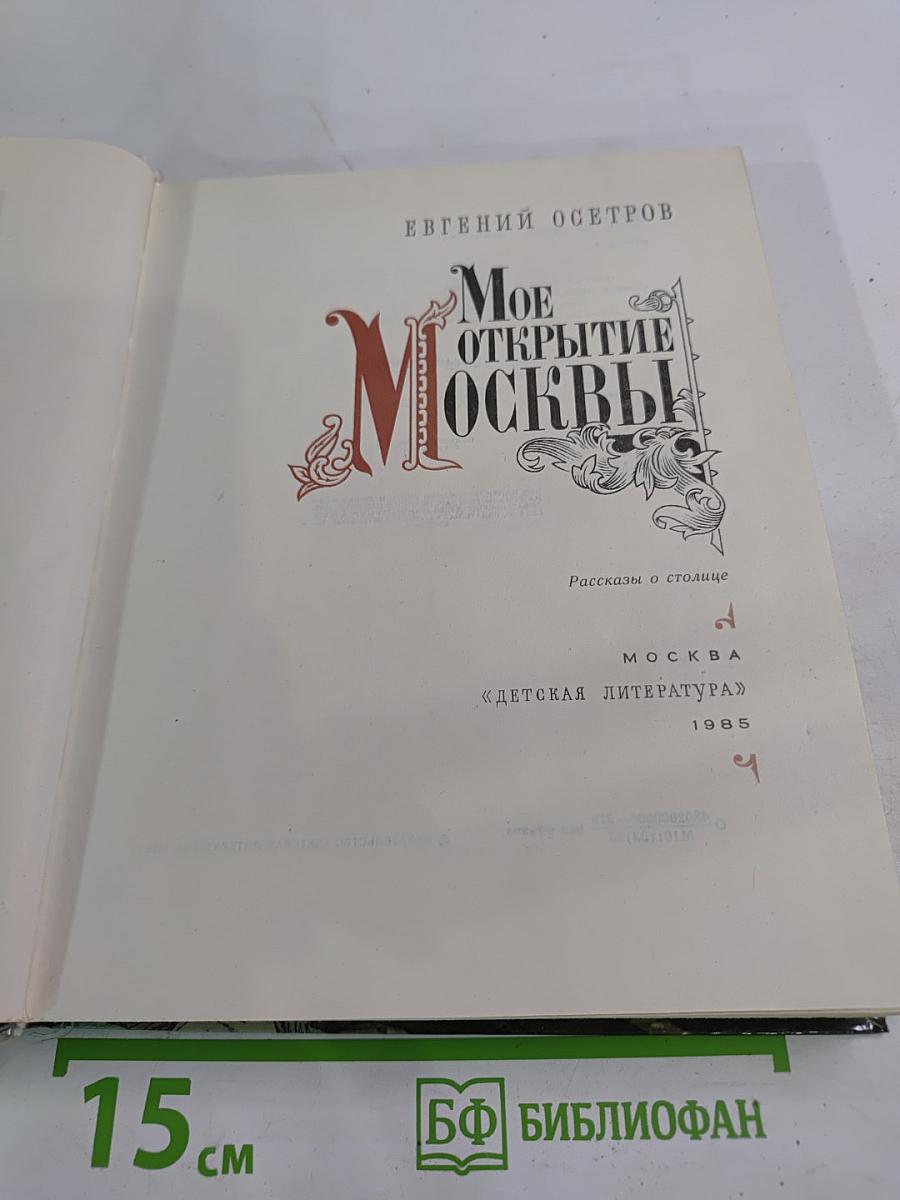 ЕВГЕНИЙ ОСЕТРОВ
Мое
открытие
Москвы
Рассказы о столице
МОСКВА
«ДЕТСКАЯ ЛИТЕРАТУРА»
1985
15 см
БФ БИБЛИОФАН